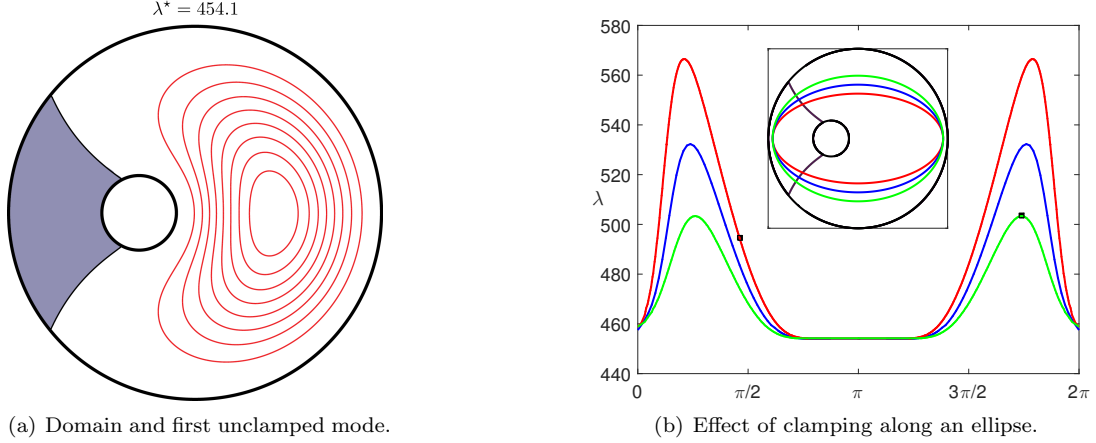 λ* = 454.1
580
560
540
520
λ
500
480
460
440
0
π/2
π
3π/2
2π
(a) Domain and first unclamped mode.
(b) Effect of clamping along an ellipse.